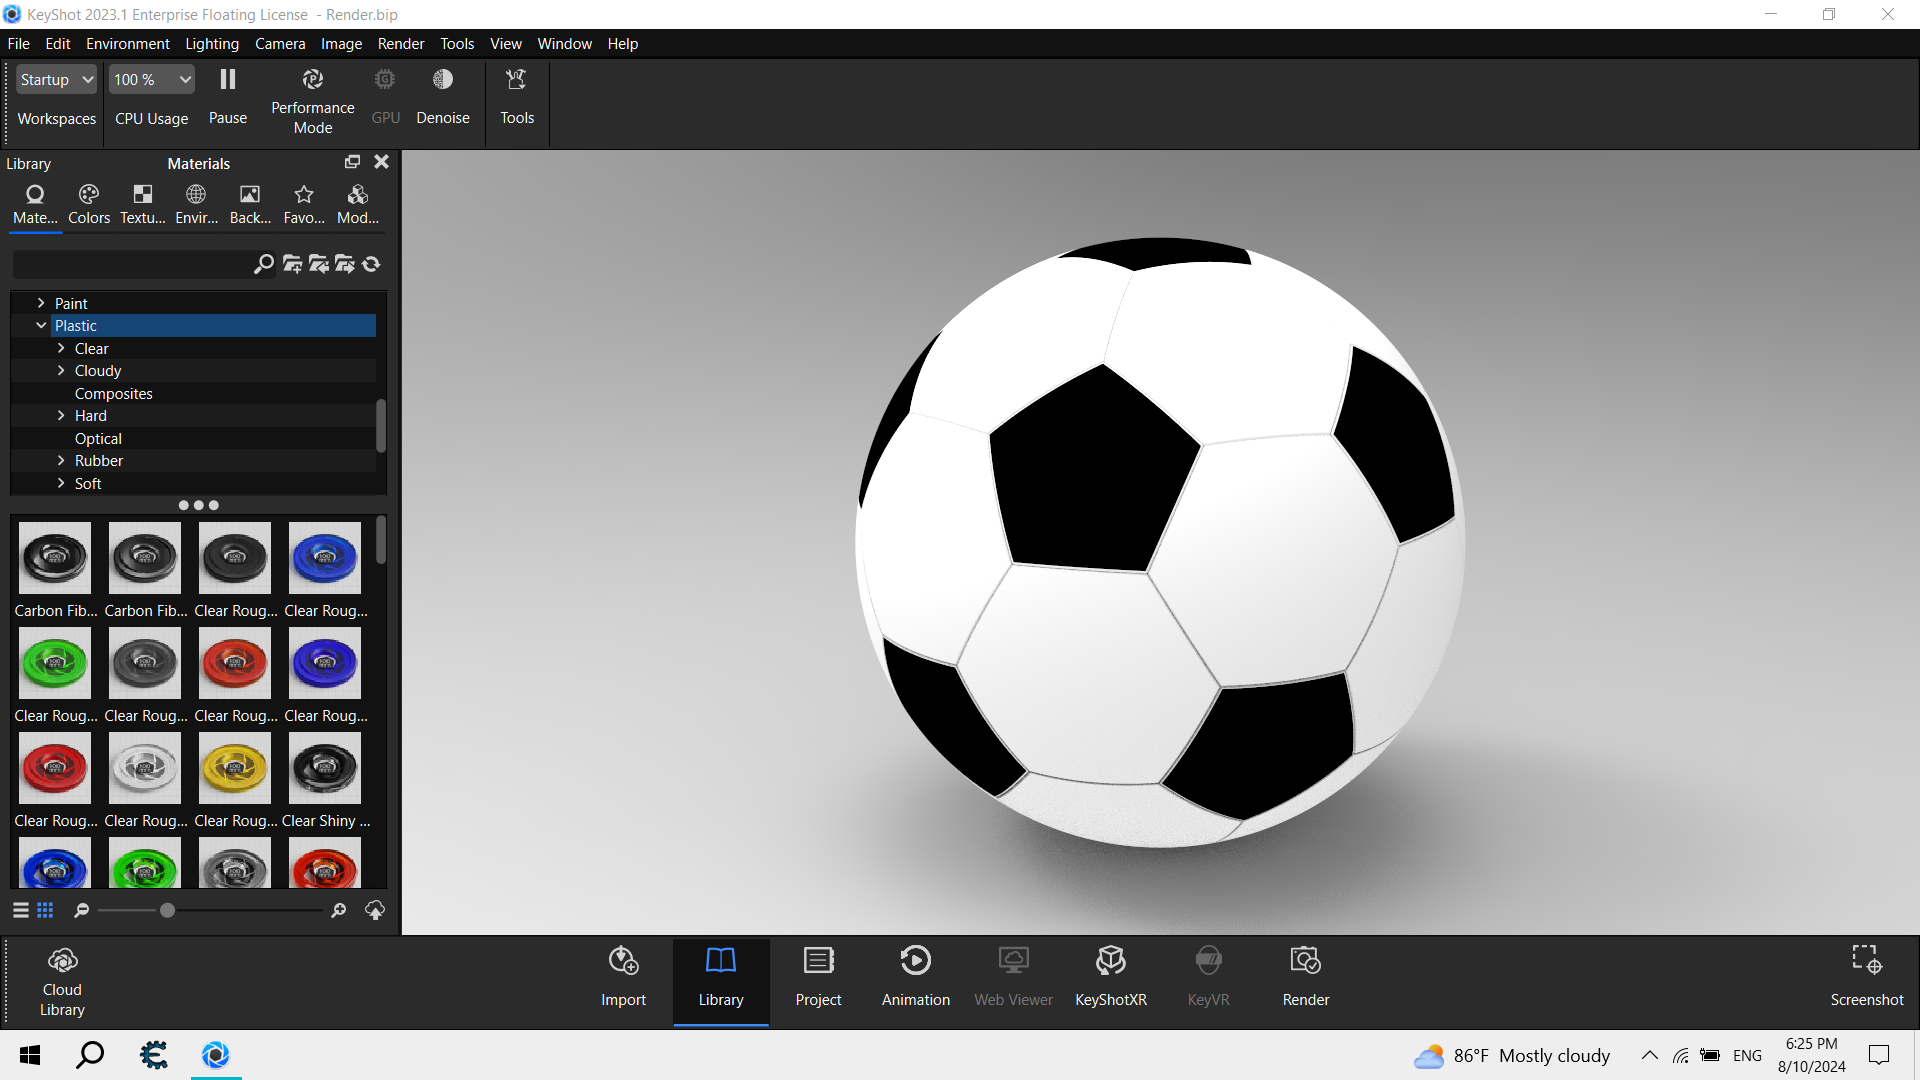 KeyShot 2023.1 Enterprise Floating License - Render.bip
File Edit Environment Lighting Camera Image Render Tools View Window Help
Startup 100 %
Workspaces CPU Usage Pause Performance Mode GPU Denoise Tools
Library Materials
Mate... Colors Textu... Envir... Back... Favo... Mod...
Paint
Plastic
Clear
Cloudy
Composites
Hard
Optical
Rubber
Soft
Carbon Fib... Carbon Fib... Clear Roug... Clear Roug...
Clear Roug... Clear Roug... Clear Roug... Clear Roug...
Clear Roug... Clear Roug... Clear Roug... Clear Shiny ...
Cloud Library
Import Library Project Animation Web Viewer KeyShotXR KeyVR Render Screenshot
86°F Mostly cloudy ENG 6:25 PM
8/10/2024